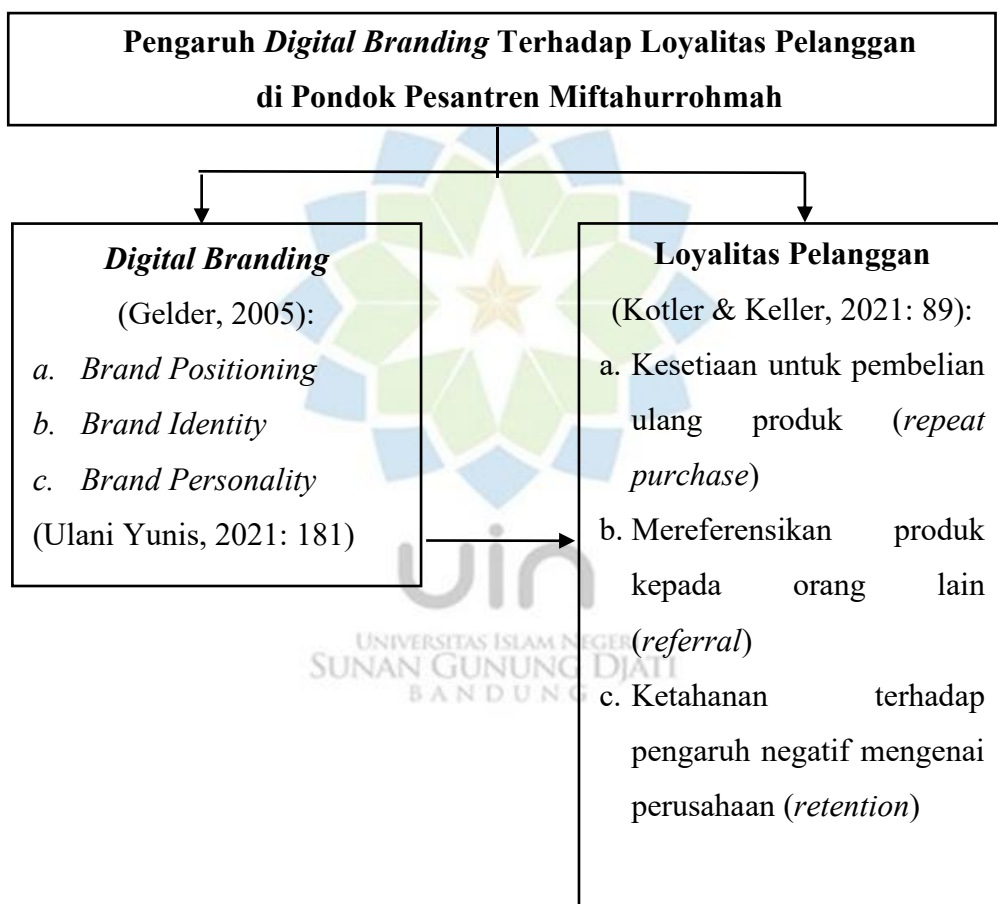 Pengaruh Digital Branding Terhadap Loyalitas Pelanggan
di Pondok Pesantren Miftahurrohmah
Digital Branding
(Gelder, 2005):
a. Brand Positioning
b. Brand Identity
c. Brand Personality
(Ulani Yunis, 2021: 181)
Loyalitas Pelanggan
(Kotler & Keller, 2021: 89):
a. Kesetiaan untuk pembelian
ulang produk (repeat
purchase)
b. Mereferensikan produk
kepada orang lain
(referral)
c. Ketahanan terhadap
pengaruh negatif mengenai
perusahaan (retention)
uin
UNIVERSITAS ISLAM NEGERI
SUNAN GUNUNG DJATI
BANDUNG